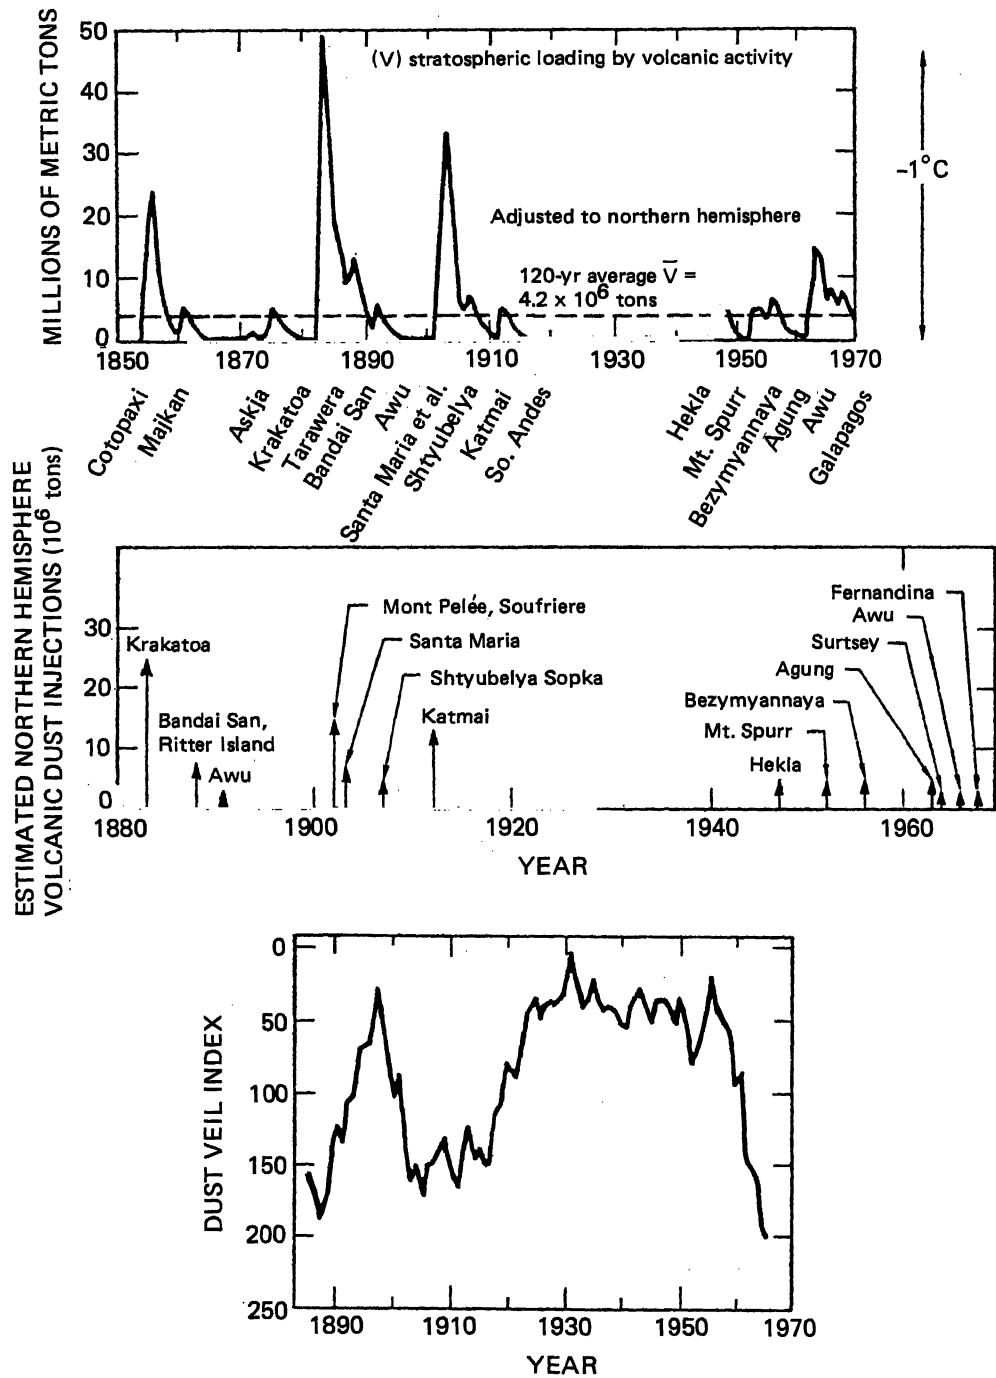 MILLIONS OF METRIC TONS
50
40
30
20
10
0
(V) stratospheric loading by volcanic activity
Adjusted to northern hemisphere
120-yr average V̄ =
4.2 x 10⁶ tons
-1°C
1850 1870 1890 1910 1930 1950 1970
Cotopaxi
Majkan
Askja
Krakatoa
Tarawera
Bandai San
Awu
Santa Maria et al.
Shtyubelya
Katmai
So. Andes
Hekla
Mt. Spurr
Bezymyannaya
Āgung
Awu
Galapagos
ESTIMATED NORTHERN HEMISPHERE
VOLCANIC DUST INJECTIONS (10⁶ tons)
30
20
10
0
Krakatoa
Bandai San,
Ritter Island
Awu
Mont Pelée, Soufriere
Santa Maria
Shtyubelya Sopka
Katmai
Fernandina
Awu
Surtsey
Agung
Bezymyannaya
Mt. Spurr
Hekla
1880 1900 1920 1940 1960
YEAR
DUST VEIL INDEX
0
50
100
150
200
250
1890 1910 1930 1950 1970
YEAR